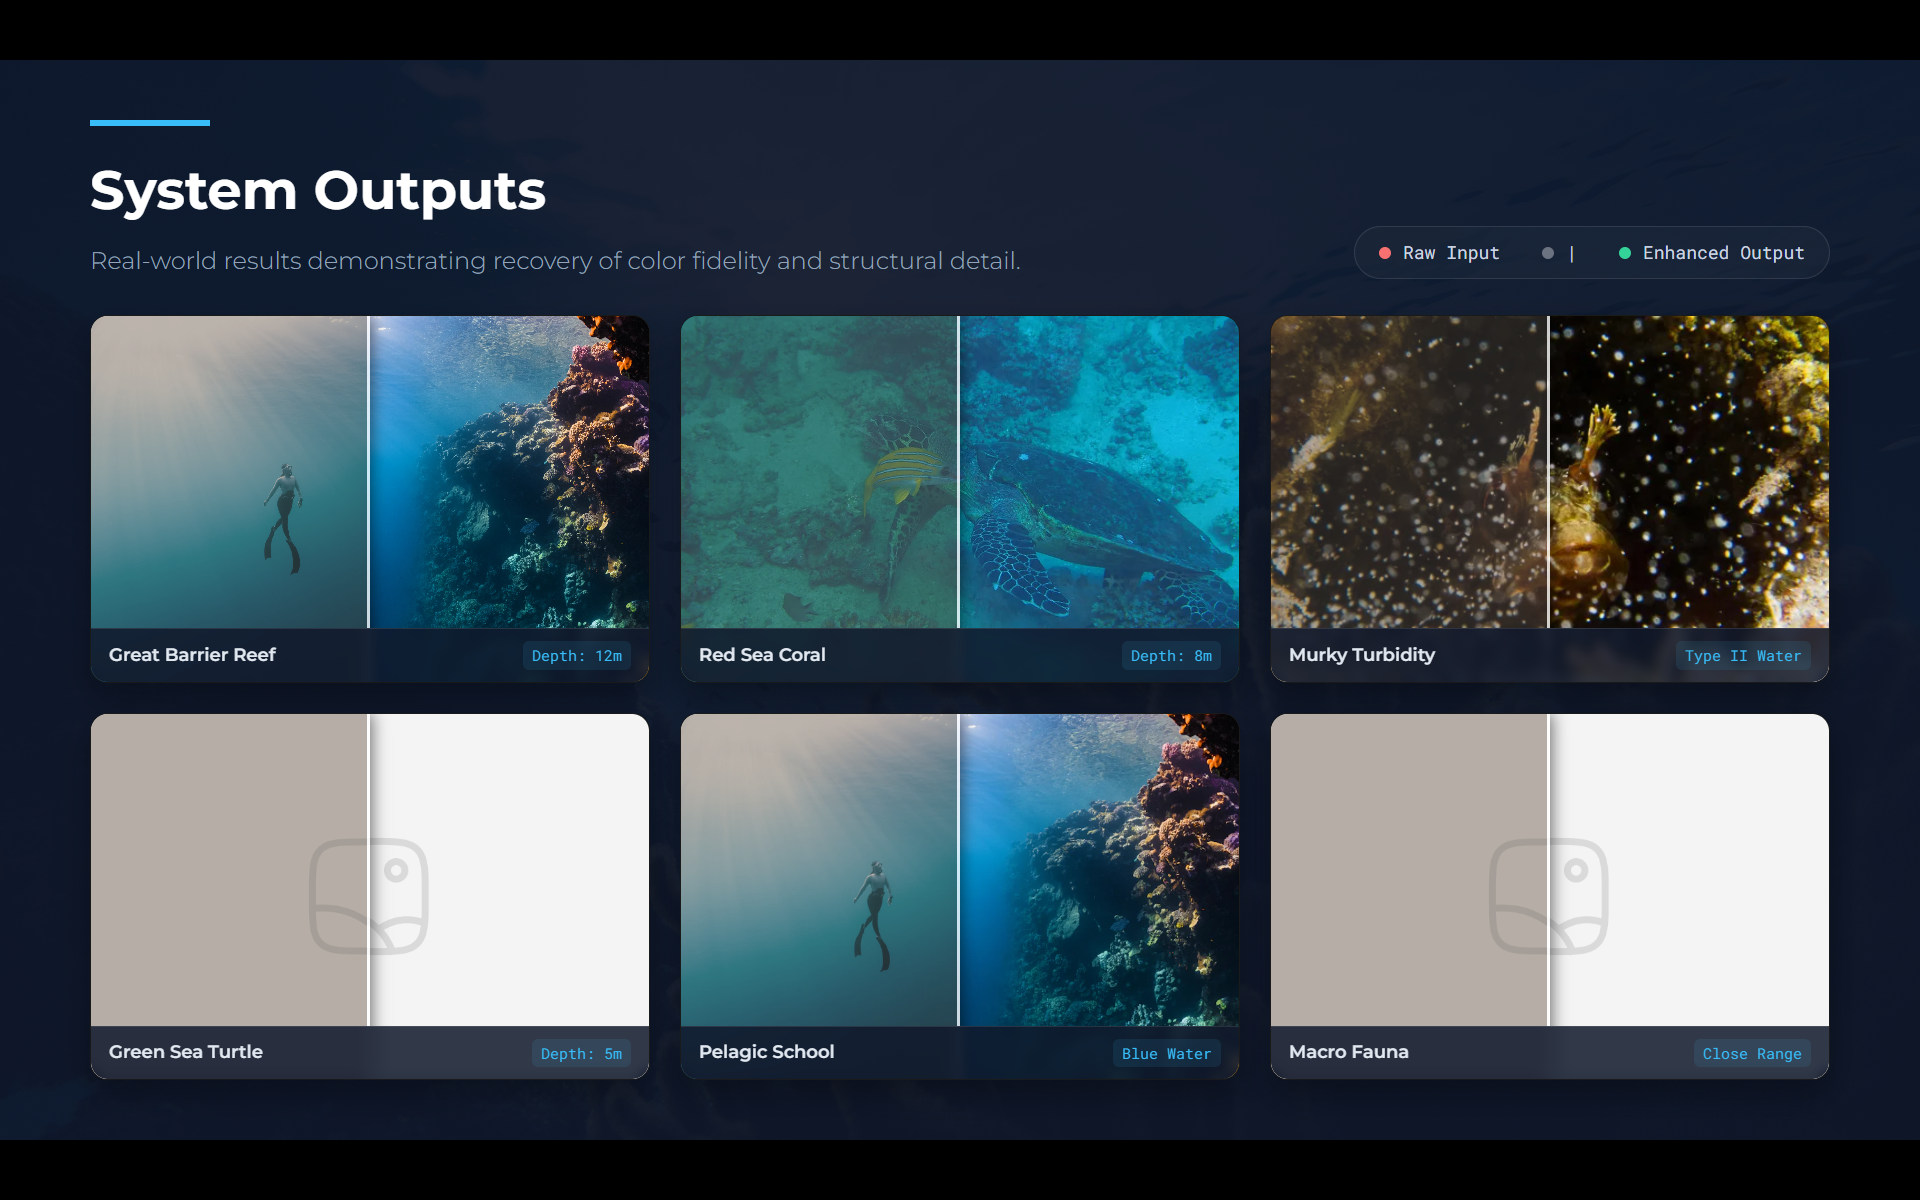 System Outputs
Real-world results demonstrating recovery of color fidelity and structural detail.
Raw Input | Enhanced Output
Great Barrier Reef Depth: 12m
Red Sea Coral Depth: 8m
Murky Turbidity Type II Water
Green Sea Turtle Depth: 5m
Pelagic School Blue Water
Macro Fauna Close Range